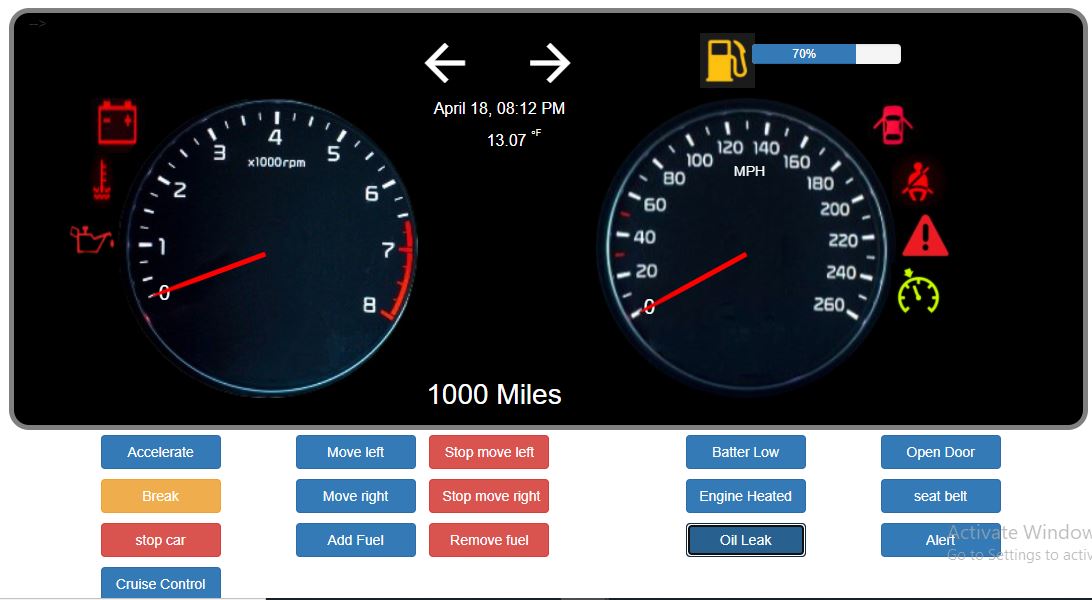 -->
70%
April 18, 08:12 PM
13.07 °F
0
1
2
3
4
5
6
7
8
x1000rpm
0
20
40
60
80
100
120
140
160
180
200
220
240
260
MPH
1000 Miles
Accelerate
Move left
Stop move left
Batter Low
Open Door
Break
Move right
Stop move right
Engine Heated
seat belt
stop car
Add Fuel
Remove fuel
Oil Leak
Alert
Activate Window
Go to Settings to activ
Cruise Control